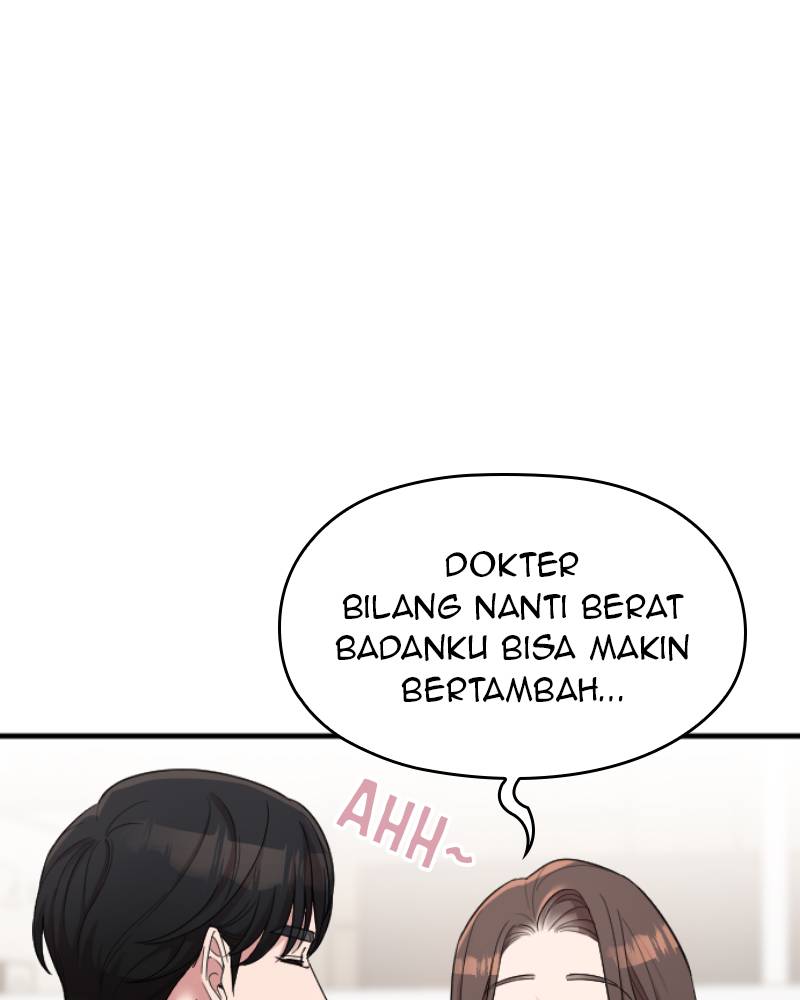 DOKTER
BILANG NANTI BERAT
BADANKU BISA MAKIN
BERTAMBAH...
AHH~